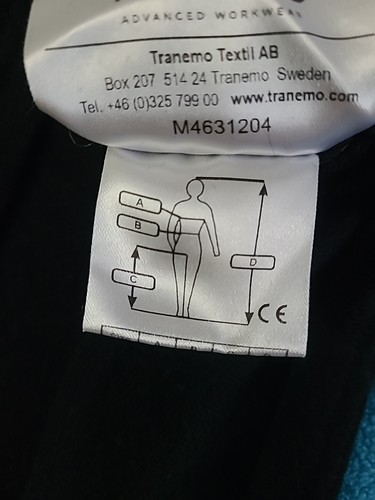 ADVANCED WORKWEAR
Tranemo Textil AB
Box 207 514 24 Tranemo Sweden
Tel. +46 (0)325 799 00 www.tranemo.com
M4631204
A
B
D
C
CE